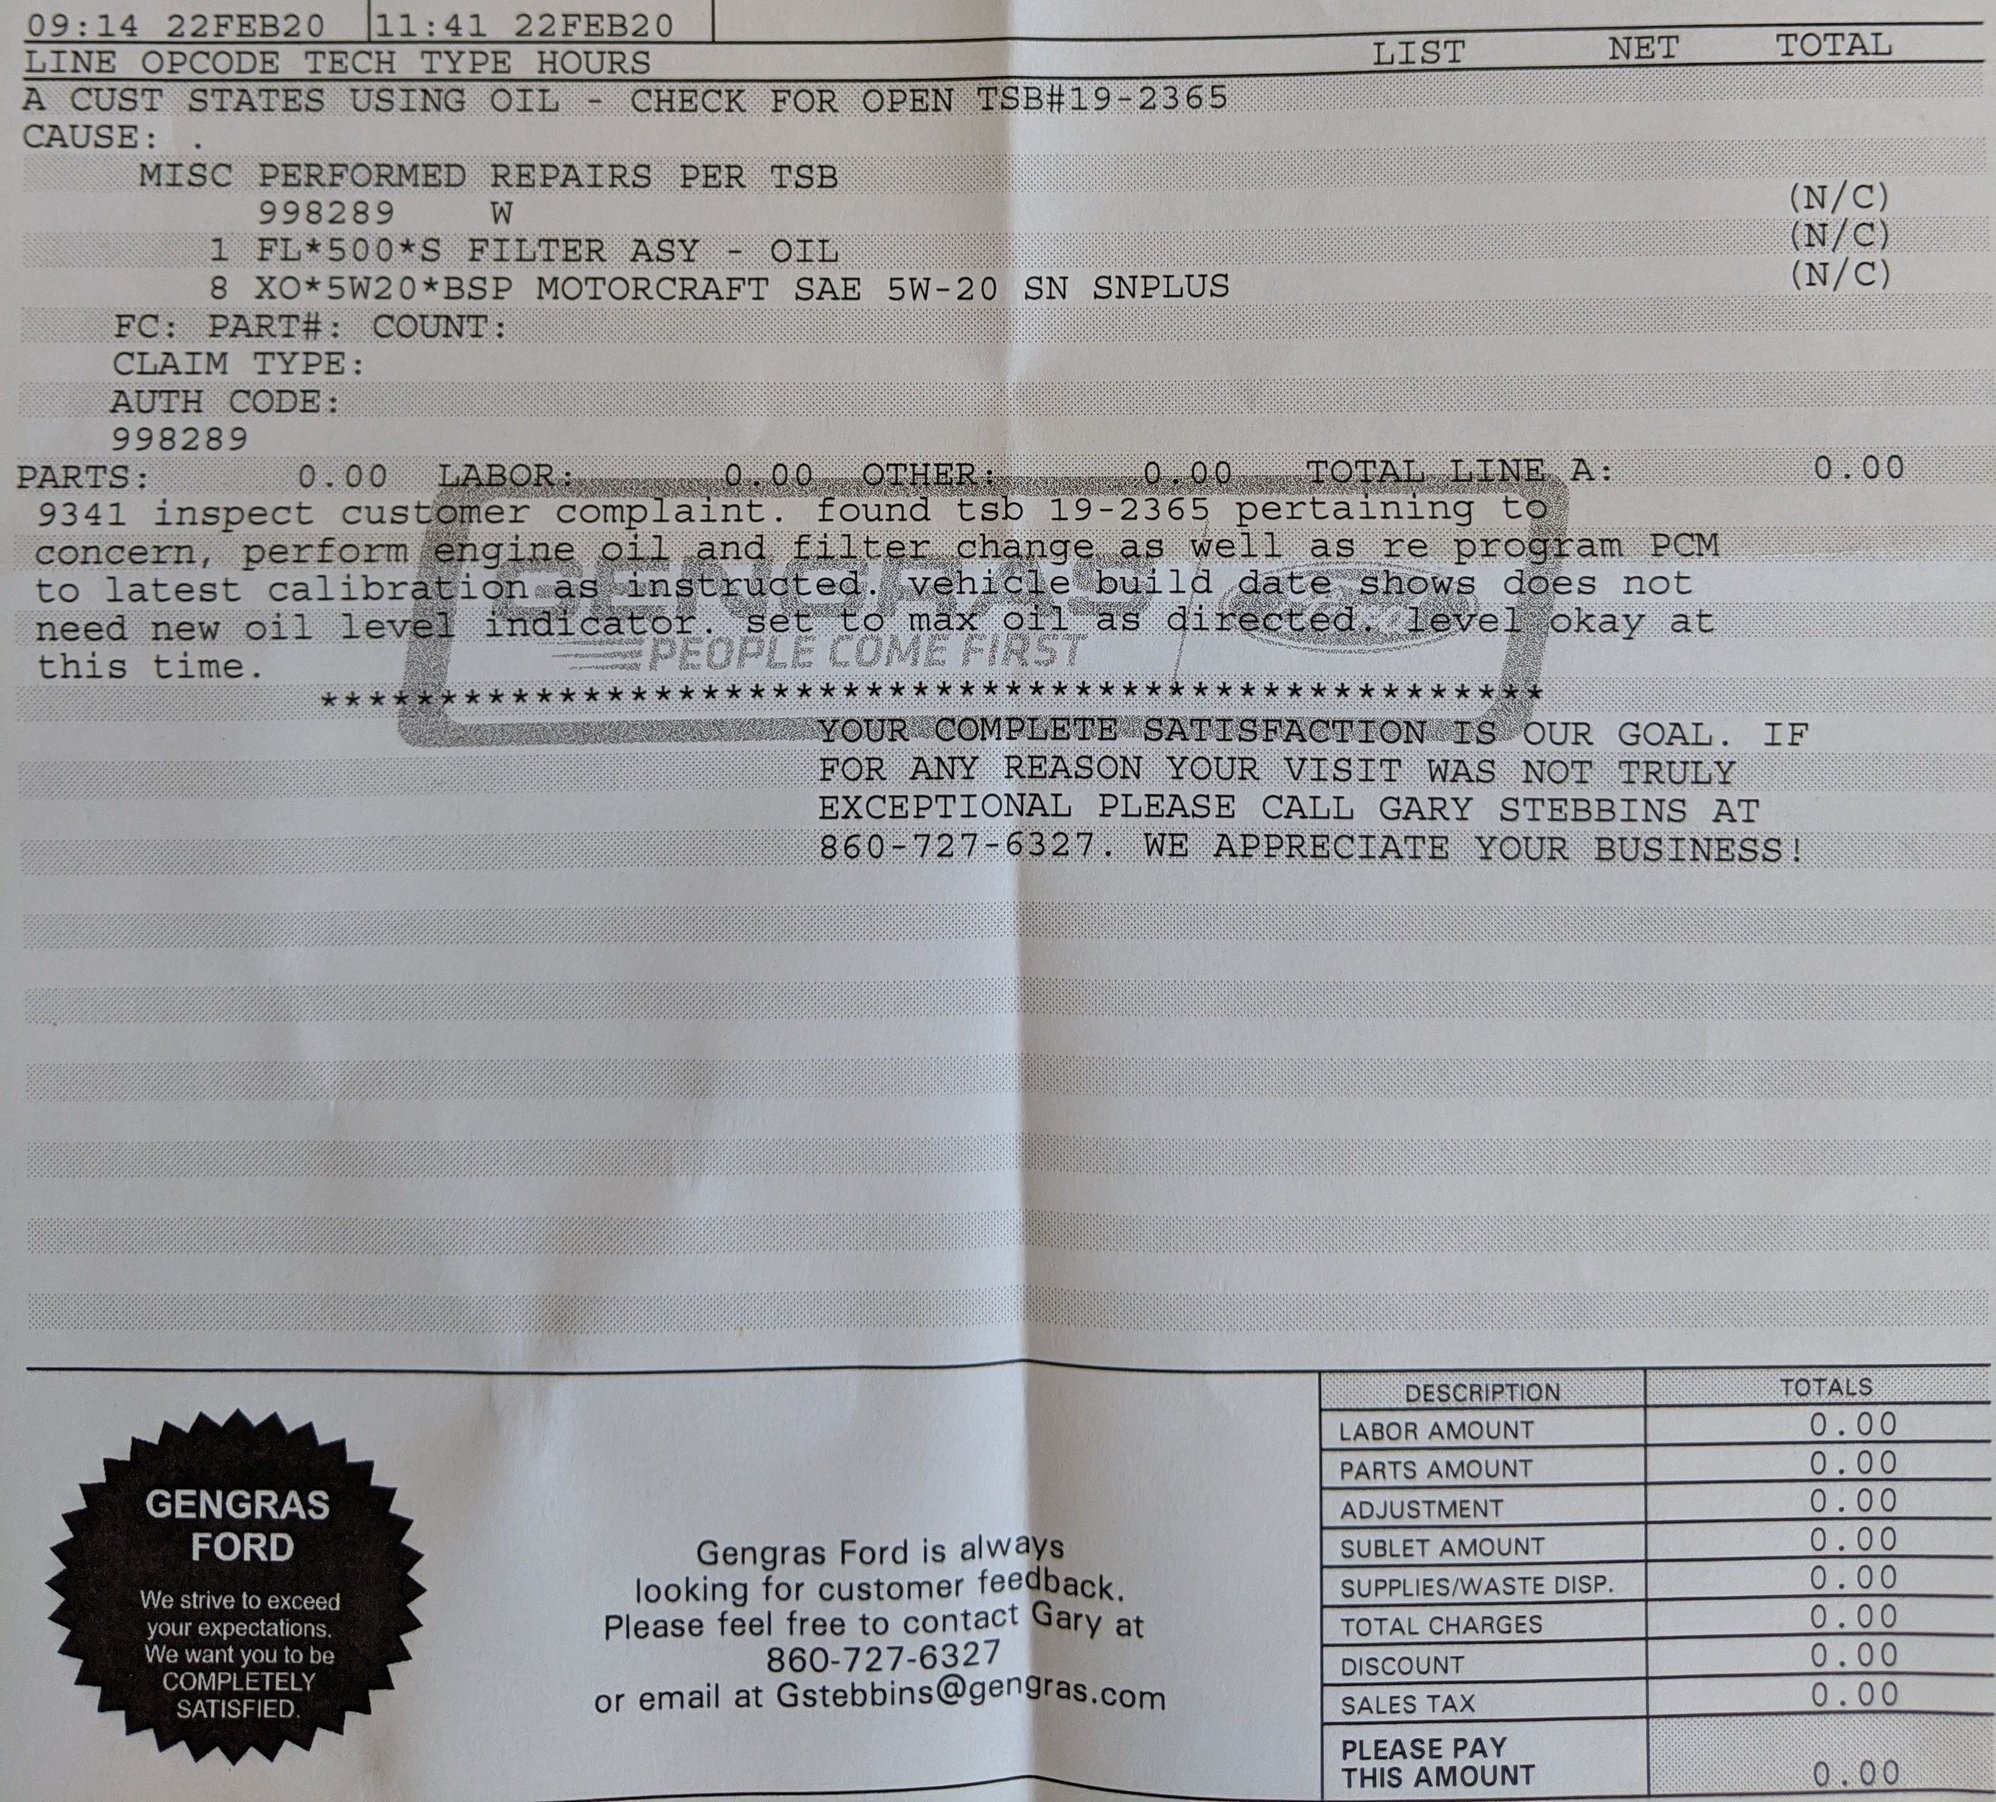 09:14 22FEB20 11:41 22FEB20
LINE OPCODE TECH TYPE HOURS LIST NET TOTAL
A CUST STATES USING OIL - CHECK FOR OPEN TSB#19-2365
CAUSE: .
MISC PERFORMED REPAIRS PER TSB
998289 W (N/C)
1 FL*500*S FILTER ASY - OIL (N/C)
8 XO*5W20*BSP MOTORCRAFT SAE 5W-20 SN SNPLUS (N/C)
FC: PART#: COUNT:
CLAIM TYPE:
AUTH CODE:
998289
PARTS: 0.00 LABOR: 0.00 OTHER: 0.00 TOTAL LINE A: 0.00
9341 inspect customer complaint. found tsb 19-2365 pertaining to
concern, perform engine oil and filter change as well as re program PCM
to latest calibration as instructed. vehicle build date shows does not
need new oil level indicator. set to max oil as directed. level okay at
this time.
GENGRAS Ford
PEOPLE COME FIRST
****************************************************
YOUR COMPLETE SATISFACTION IS OUR GOAL. IF
FOR ANY REASON YOUR VISIT WAS NOT TRULY
EXCEPTIONAL PLEASE CALL GARY STEBBINS AT
860-727-6327. WE APPRECIATE YOUR BUSINESS!
GENGRAS
FORD
We strive to exceed
your expectations.
We want you to be
COMPLETELY
SATISFIED.
Gengras Ford is always
looking for customer feedback.
Please feel free to contact Gary at
860-727-6327
or email at Gstebbins@gengras.com
DESCRIPTION TOTALS
LABOR AMOUNT 0.00
PARTS AMOUNT 0.00
ADJUSTMENT 0.00
SUBLET AMOUNT 0.00
SUPPLIES/WASTE DISP. 0.00
TOTAL CHARGES 0.00
DISCOUNT 0.00
SALES TAX 0.00
PLEASE PAY
THIS AMOUNT 0.00